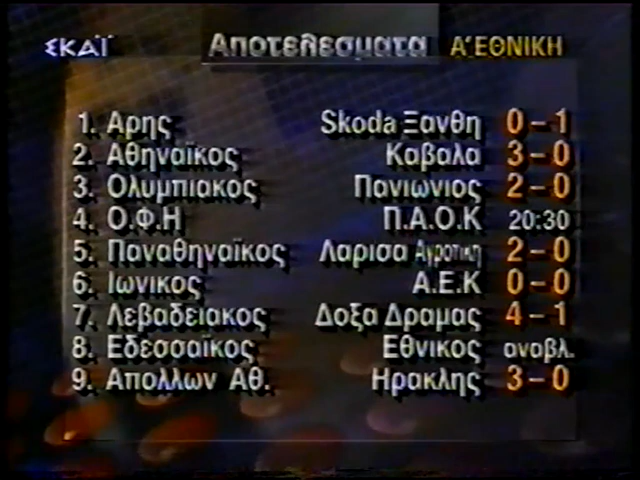 ΣΚΑΪ Αποτελεσματα Α'ΕΘΝΙΚΗ
1. Αρης Skoda Ξανθη 0 – 1
2. Αθηναϊκος Καβαλα 3 – 0
3. Ολυμπιακος Πανιωνιος 2 – 0
4. Ο.Φ.Η Π.Α.Ο.Κ 20:30
5. Παναθηναϊκος Λαρισα Αγροτικη 2 – 0
6. Ιωνικος Α.Ε.Κ 0 – 0
7. Λεβαδειακος Δοξα Δραμας 4 – 1
8. Εδεσσαϊκος Εθνικος αναβλ.
9. Απολλων Αθ. Ηρακλης 3 – 0